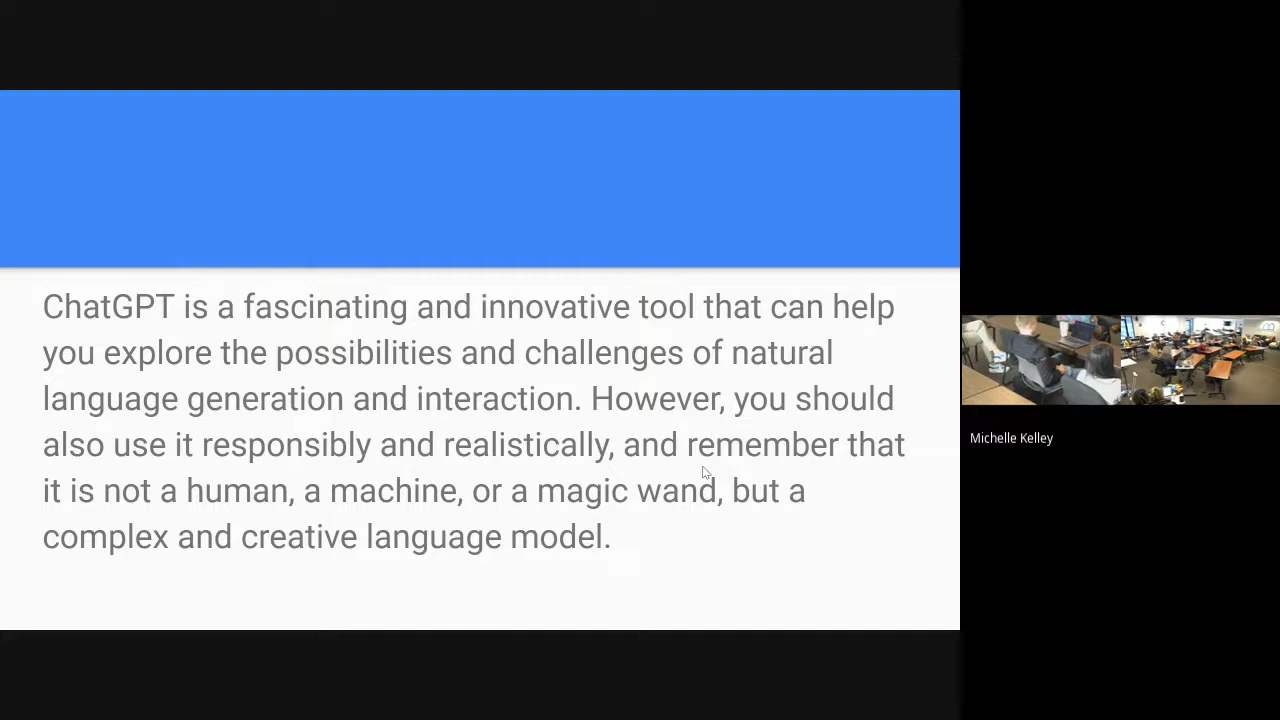 ChatGPT is a fascinating and innovative tool that can help
you explore the possibilities and challenges of natural
language generation and interaction. However, you should
also use it responsibly and realistically, and remember that
it is not a human, a machine, or a magic wand, but a
complex and creative language model.
Michelle Kelley